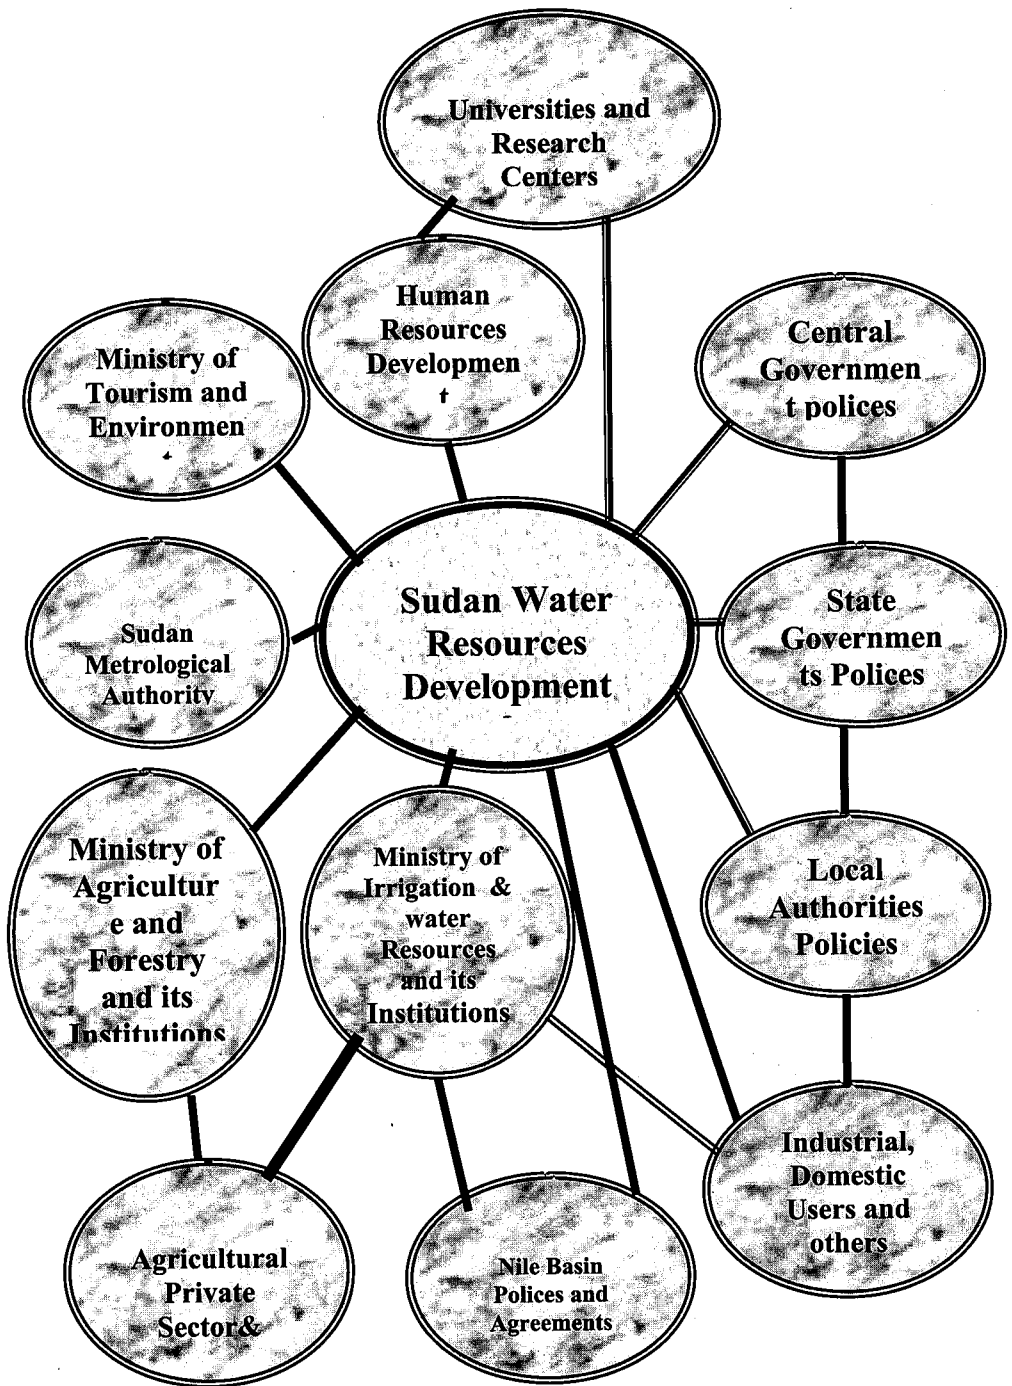 Universities and
Research
Centers
Human
Resources
Developmen
t
Central
Governmen
t polices
Ministry of
Tourism and
Environmen
Sudan Water
Resources
Development
State
Governmen
ts Polices
Sudan
Metrological
Authority
Ministry of
Agricultur
e and
Forestry
and its
Institutions
Ministry of
Irrigation &
water
Resources
and its
Institutions
Local
Authorities
Policies
Industrial,
Domestic
Users and
others
Agricultural
Private
Sector&
Nile Basin
Polices and
Agreements